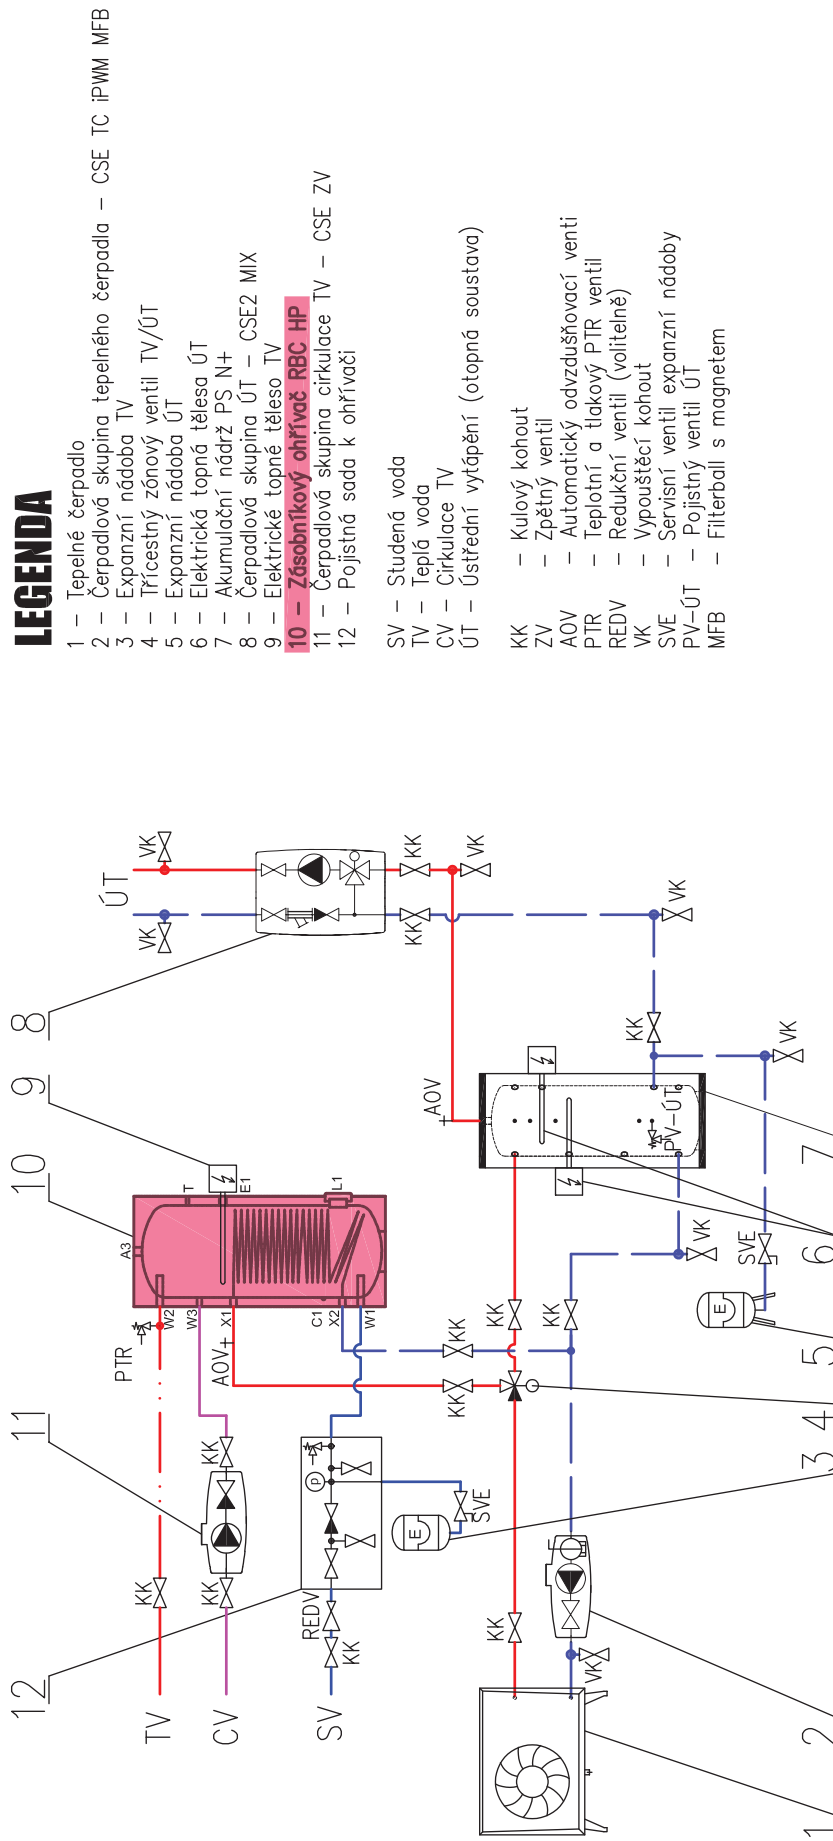 LEGENDA
1 – Tepelné čerpadlo
2 – Čerpadlová skupina tepelného čerpadla – CSE TC iPWM MFB
3 – Expanzní nádoba TV
4 – Třícestný zónový ventil TV/ÚT
5 – Expanzní nádoba ÚT
6 – Elektrická topná tělesa ÚT
7 – Akumulační nádrž PS N+
8 – Čerpadlová skupina ÚT – CSE2 MIX
9 – Elektrické topné těleso TV
10 – Zásobníkový ohřívač RBC HP
11 – Čerpadlová skupina cirkulace TV – CSE ZV
12 – Pojistná sada k ohřívači
SV – Studená voda
TV – Teplá voda
CV – Cirkulace TV
ÚT – Ústřední vytápění (otopná soustava)
KK – Kulový kohout
ZV – Zpětný ventil
AOV – Automatický odvzdušňovací venti
PTR – Teplotní a tlakový PTR ventil
REDV – Redukční ventil (volitelně)
VK – Vypouštěcí kohout
SVE – Servisní ventil expanzní nádoby
PV–ÚT – Pojistný ventil ÚT
MFB – Filterball s magnetem
12
11
10
9
8
TV
KK
PTR
W2
A3
T
E1
L1
W3
X1
C1
X2
W1
AOV
CV
KK
KK
SV
KK
REDV
P
E
SVE
KK
KK
ÚT
VK
VK
KK
KK
VK
VK
AOV
KK
PV–ÚT
VK
KK
KK
KK
VK
VK
SVE
E
1
2
3
4
5
6
7